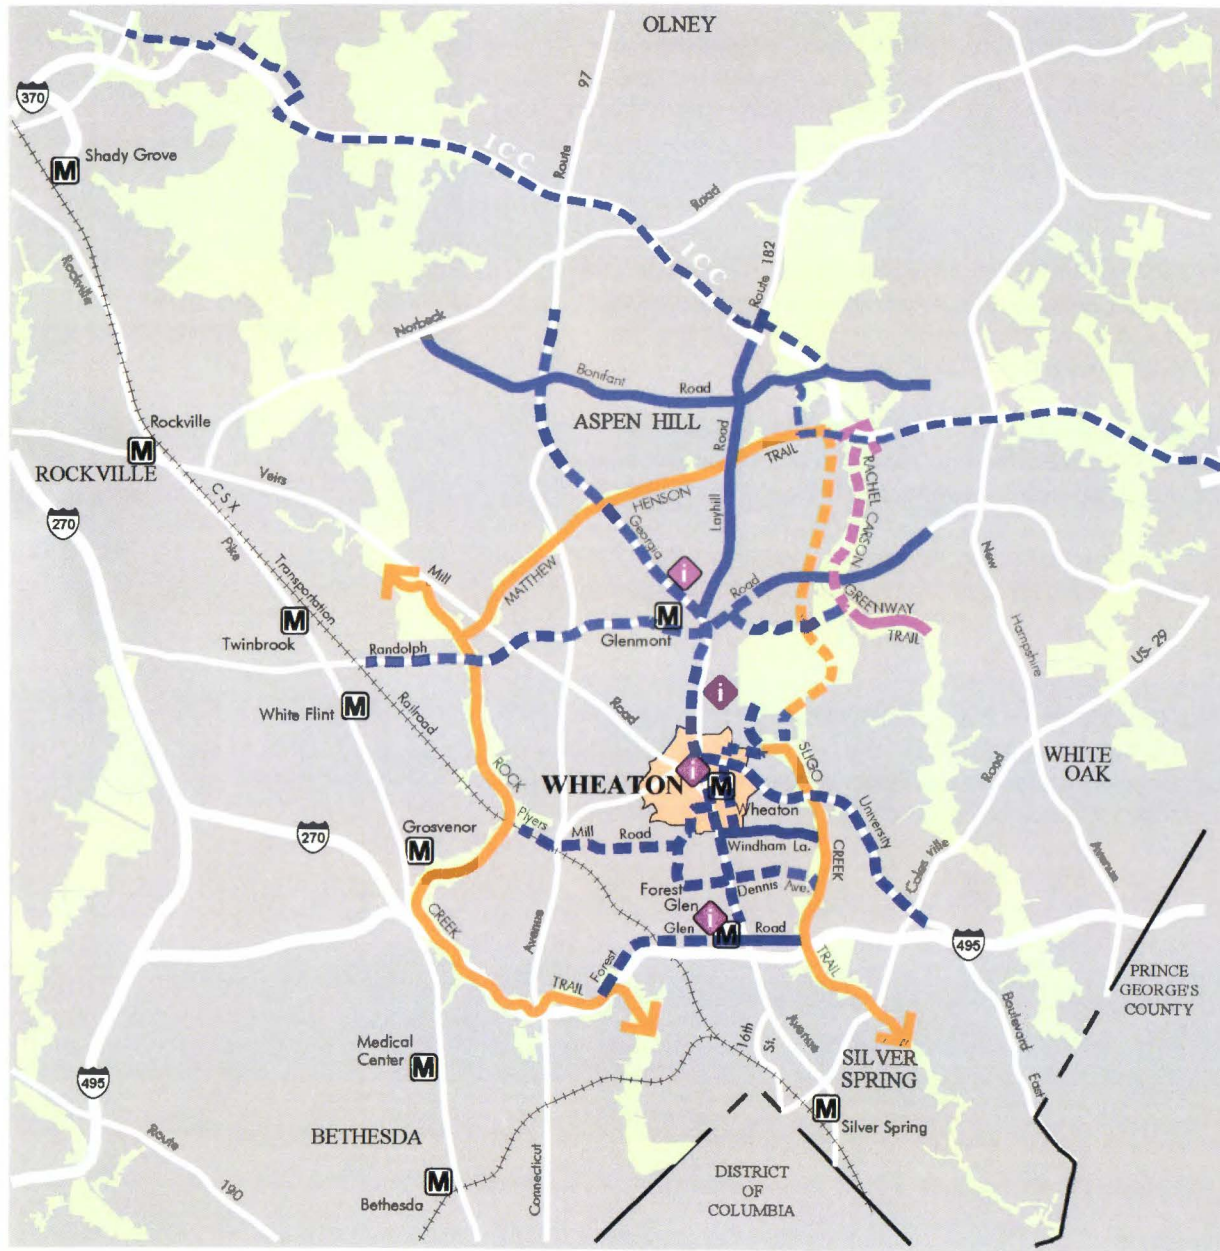 OLNEY
97
Route
370
M
Shady Grove
ICC
Road
ICC
Route 182
Rockville
Norbeck
Bonifant
Road
ASPEN HILL
Rockville
M
ROCKVILLE
Veirs
CSX
270
Pike
Transportation
TRAIL
Road
RACHEL CARSON
HENSON
Georgia
Layhill
MATTHEW
i
Mill
Road
New
GREENWAY
TRAIL
M
Twinbrook
M
Glenmont
Randolph
Hampshire
US 29
White Flint
M
Railroad
i
Road
ROCK
SLIGO
Road
WHITE
OAK
WHEATON
i
M
Wheaton
University
Plyers
Mill
Road
Windham La.
270
Grosvenor
M
CREEK
Coles ville
Avenue
Forest
Glen
Dennis
Ave.
i
Glen
M
Road
CREEK
Avenue
Forest
TRAIL
TRAIL
495
PRINCE
GEORGE'S
COUNTY
Boulevard
16th
St.
Avenue
SILVER
SPRING
East
Medical
Center
M
495
M
Silver Spring
Route
190
BETHESDA
Bethesda
M
Connecticut
DISTRICT
OF
COLUMBIA